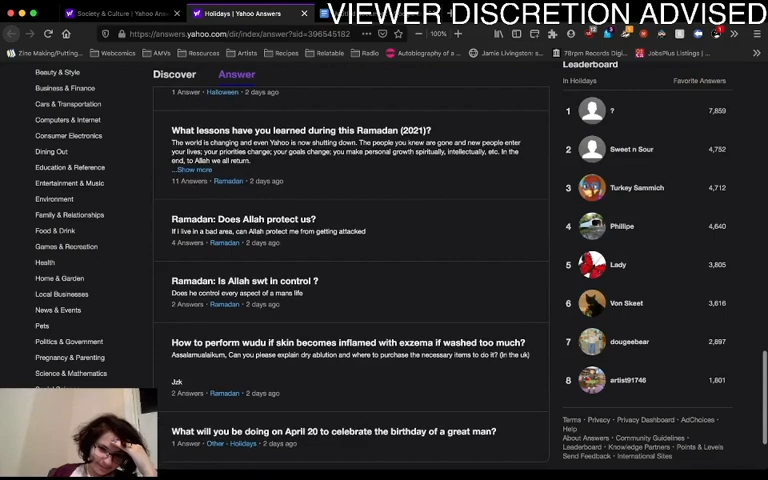 VIEWER DISCRETION ADVISED
Society & Culture | Yahoo Ans
Holidays | Yahoo Answers
https://answers.yahoo.com/dir/index/answer?sid=396545182
100%
Zine Making/Putting...
Webcomics
AMVs
Resources
Artists
Recipes
Relatable
Radio
Autobiography of a
Jamie Livingston: se...
78rpm Records Digi...
JobsPlus Listings |
Discover
Answer
Beauty & Style
Business & Finance
Cars & Transportation
Computers & Internet
Consumer Electronics
Dining Out
Education & Reference
Entertainment & Music
Environment
Family & Relationships
Food & Drink
Games & Recreation
Health
Home & Garden
Local Businesses
News & Events
Pets
Politics & Government
Pregnancy & Parenting
Science & Mathematics
1 Answer · Halloween · 2 days ago
What lessons have you learned during this Ramadan (2021)?
The world is changing and even Yahoo is now shutting down. The people you knew are gone and new people enter
your lives; your priorities change; your goals change; you make personal growth spiritually, intellectually, etc. In the
end, to Allah we all return.
...Show more
11 Answers · Ramadan · 2 days ago
Ramadan: Does Allah protect us?
If I live in a bad area, can Allah protect me from getting attacked
4 Answers · Ramadan · 2 days ago
Ramadan: Is Allah swt in control ?
Does he control every aspect of a mans life
2 Answers · Ramadan · 2 days ago
How to perform wudu if skin becomes inflamed with exzema if washed too much?
Assalamualaikum, Can you please explain dry ablution and where to purchase the necessary items to do it? (In the uk)
Jzk
2 Answers · Ramadan · 2 days ago
What will you be doing on April 20 to celebrate the birthday of a great man?
1 Answer · Other - Holidays · 2 days ago
Leaderboard
In Holidays
Favorite Answers
1 ? 7,859
2 Sweet n Sour 4,752
3 Turkey Sammich 4,712
4 Phillipe 4,640
5 Lady 3,805
6 Von Skeet 3,616
7 dougeebear 2,897
8 artist91746 1,801
Terms · Privacy · Privacy Dashboard · AdChoices ·
Help
About Answers · Community Guidelines ·
Leaderboard · Knowledge Partners · Points & Levels
Send Feedback · International Sites